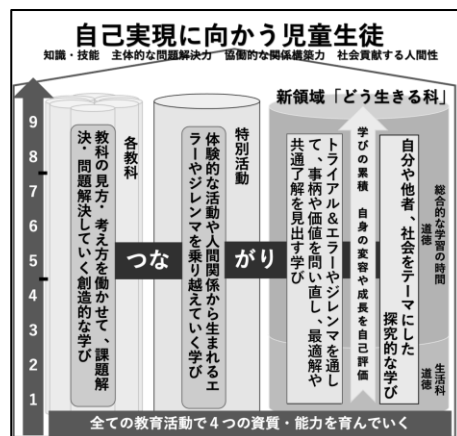 自己実現に向かう児童生徒
知識・技能　主体的な問題解決力　協働的な関係構築力　社会貢献する人間性
新領域「どう生きる科」
9
8
7
6
5
4
3
2
1
各教科
教科の見方・考え方を働かせて、課題解
決・問題解決していく創造的な学び
つな
がり
特別活動
体験的な活動や人間関係から生まれるエ
ラーやジレンマを乗り越えていく学び
トライアル＆エラーやジレンマを通し
て、事柄や価値を問い直し、最適解や
共通了解を見出す学び
学びの累積　自身の変容や成長を自己評価
自分や他者、社会をテーマにした
探究的な学び
総合的な学習の時間
道徳
生活科
道徳
全ての教育活動で４つの資質・能力を育んでいく